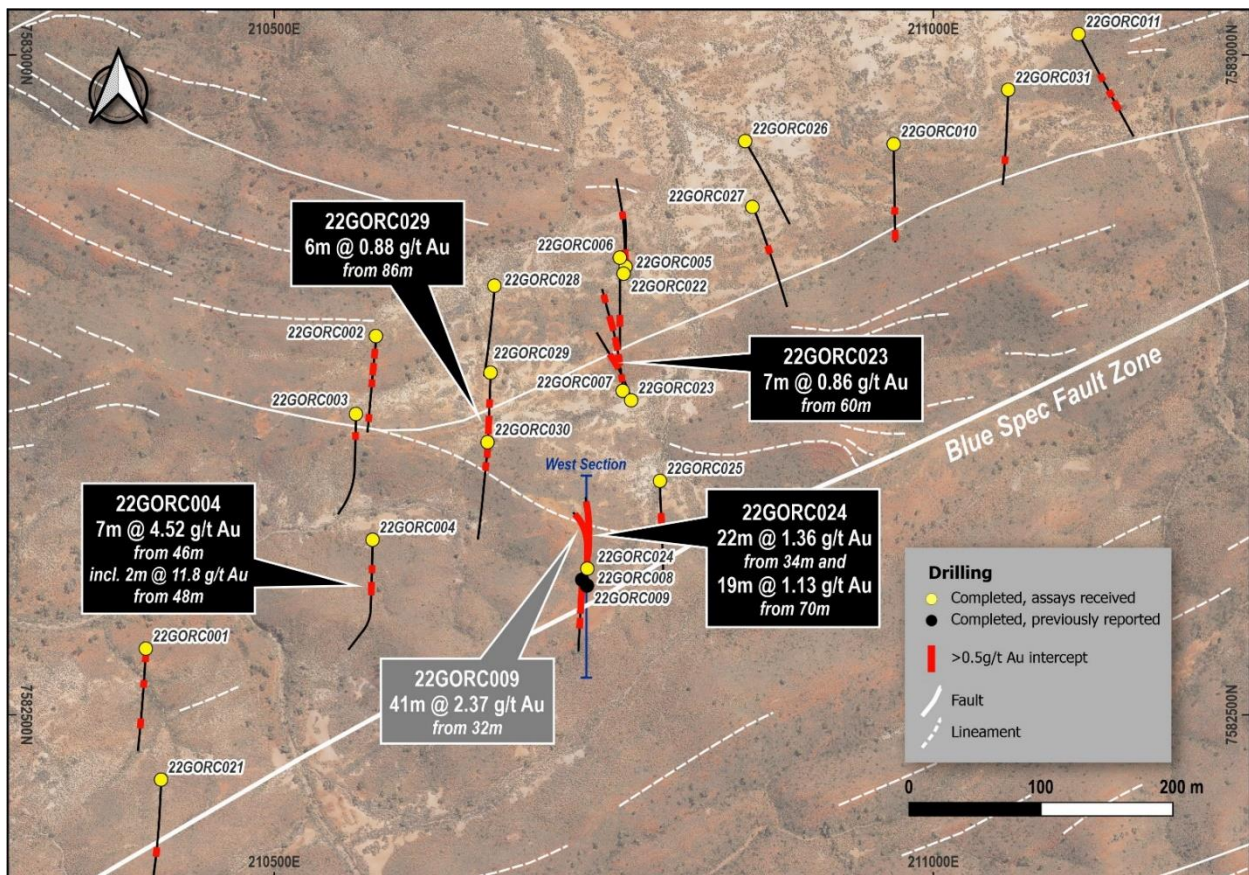 210500E
211000E
7583000N
7583000N
22GORC011
22GORC031
22GORC026
22GORC010
22GORC027
22GORC029
6m @ 0.88 g/t Au
from 86m
22GORC006
22GORC005
22GORC022
22GORC028
22GORC002
22GORC029
22GORC023
7m @ 0.86 g/t Au
from 60m
22GORC003
22GORC007
22GORC023
22GORC030
Blue Spec Fault Zone
West Section
22GORC025
22GORC004
7m @ 4.52 g/t Au
from 46m
incl. 2m @ 11.8 g/t Au
from 48m
22GORC004
22GORC024
22m @ 1.36 g/t Au
from 34m and
19m @ 1.13 g/t Au
from 70m
22GORC024
22GORC008
22GORC009
22GORC001
22GORC009
41m @ 2.37 g/t Au
from 32m
Drilling
Completed, assays received
Completed, previously reported
>0.5g/t Au intercept
Fault
Lineament
7582500N
7582500N
22GORC021
0
100
200 m
210500E
211000E